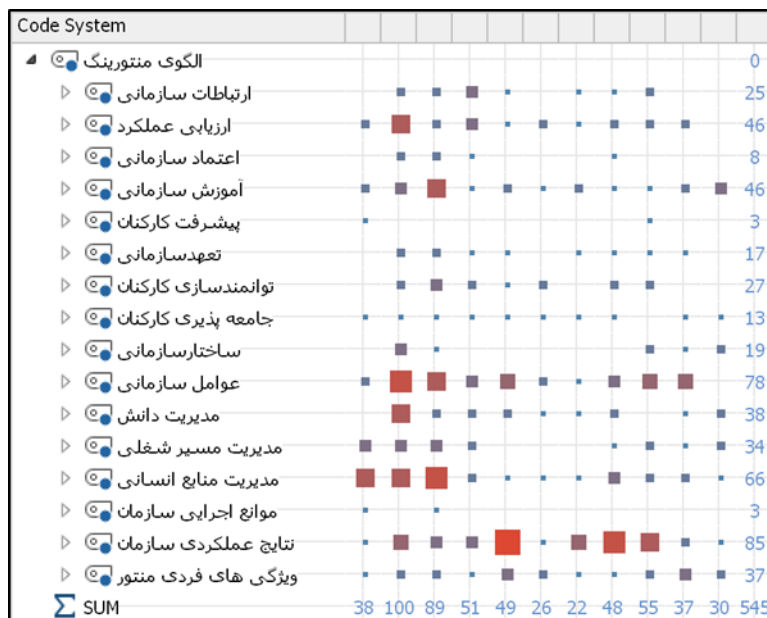 Code System
الگوی منتورینگ 0
ارتباطات سازمانی 25
ارزیابی عملکرد 46
اعتماد سازمانی 8
آموزش سازمانی 46
پیشرفت کارکنان 3
تعهدسازمانی 17
توانمندسازی کارکنان 27
جامعه پذیری کارکنان 13
ساختارسازمانی 19
عوامل سازمانی 78
مدیریت دانش 38
مدیریت مسیر شغلی 34
مدیریت منابع انسانی 66
موانع اجرایی سازمان 3
نتایج عملکردی سازمان 85
ویژگی های فردی منتور 37
Σ SUM 38 100 89 51 49 26 22 48 55 37 30 545